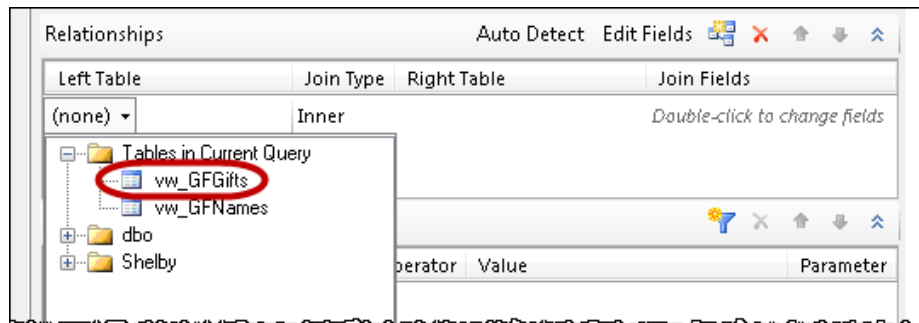 Relationships Auto Detect Edit Fields
Left Table Join Type Right Table Join Fields
(none) Inner Double-click to change fields
Tables in Current Query
vw_GFGifts
vw_GFNames
dbo
Shelby
perator Value Parameter